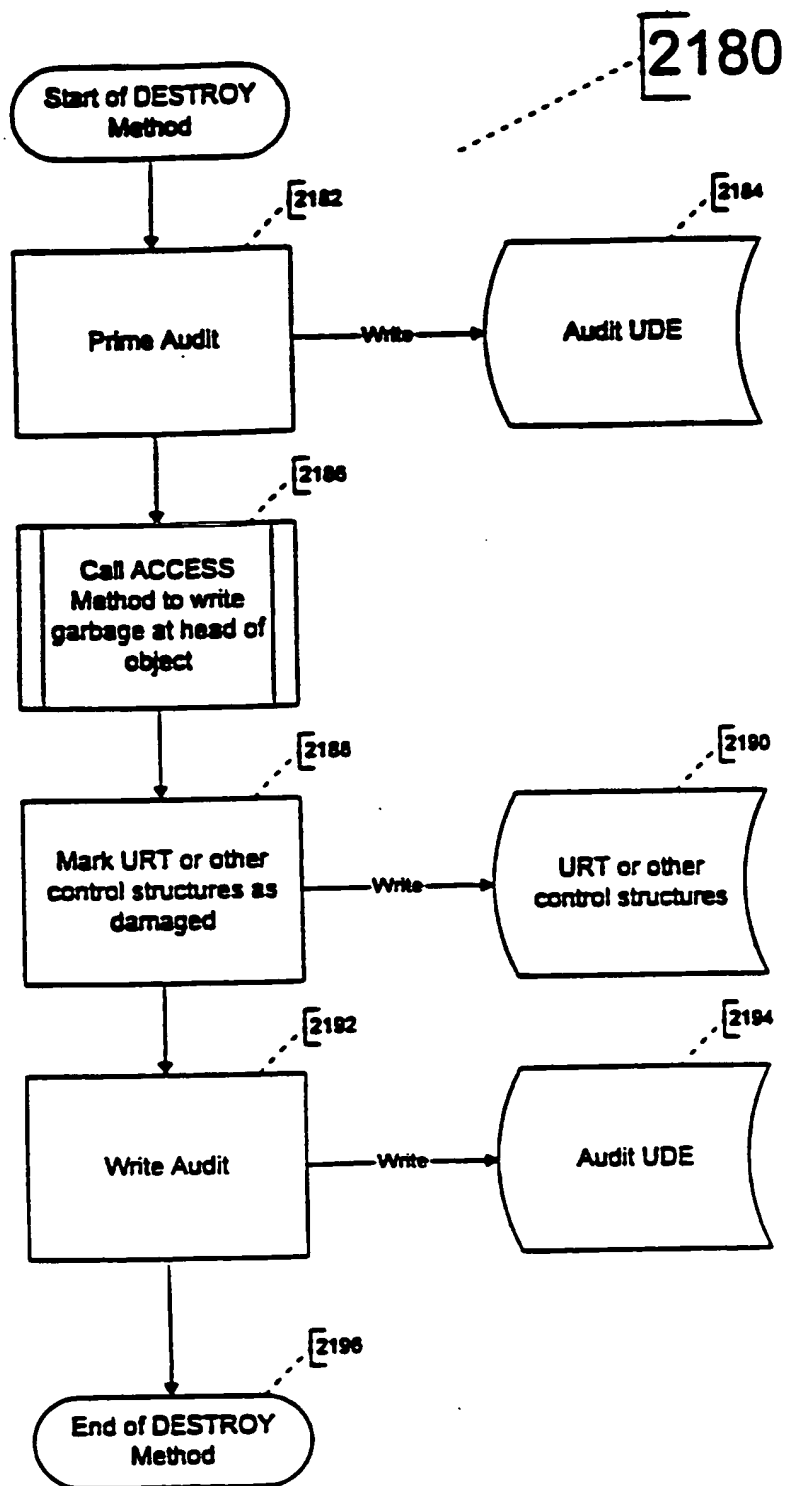 2180
Start of DESTROY
Method
2182
2184
Prime Audit
Write
Audit UDE
2186
Call ACCESS
Method to write
garbage at head of
object
2188
2190
Mark URT or other
control structures as
damaged
Write
URT or other
control structures
2192
2194
Write Audit
Write
Audit UDE
2196
End of DESTROY
Method